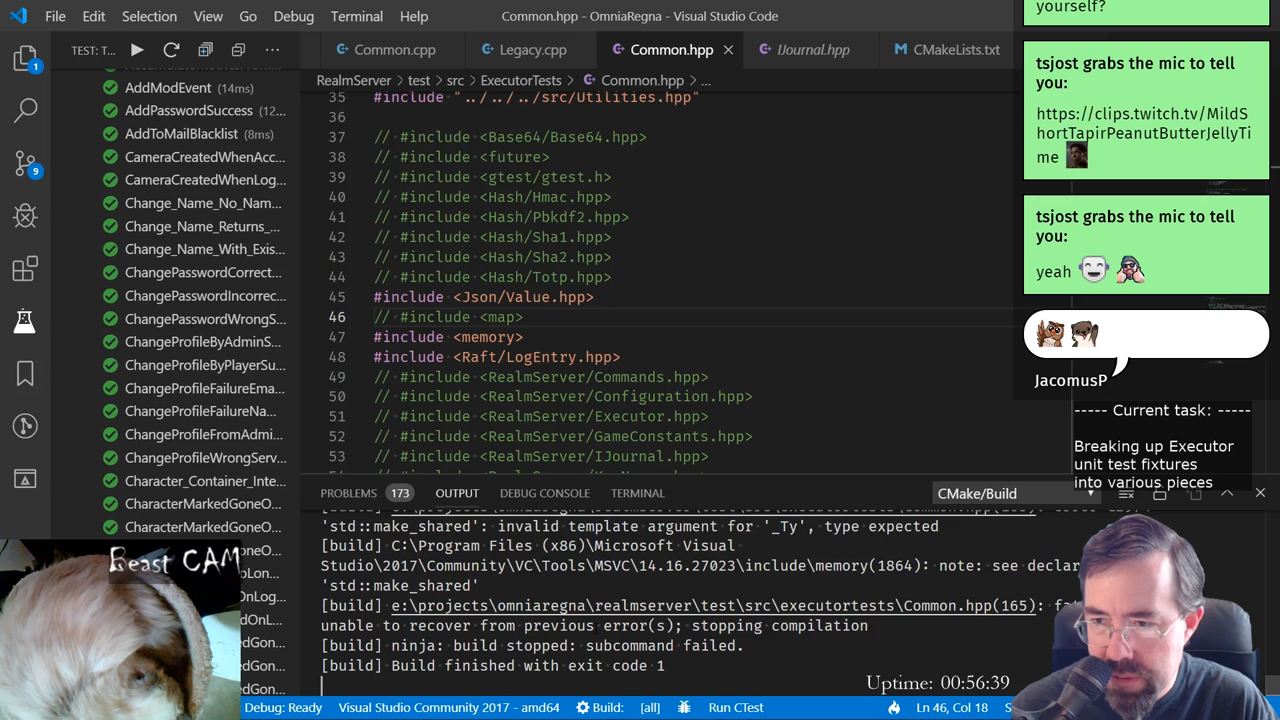 File Edit Selection View Go Debug Terminal Help
Common.hpp - OmniaRegna - Visual Studio Code
TEST: T...
Common.cpp
Legacy.cpp
Common.hpp
IJournal.hpp
CMakeLists.txt
RealmServer > test > src > ExecutorTests > Common.hpp > ...
AddModEvent (14ms)
AddPasswordSuccess (12...
AddToMailBlacklist (8ms)
CameraCreatedWhenAcc...
CameraCreatedWhenLog...
Change_Name_No_Nam...
Change_Name_Returns_...
Change_Name_With_Exis...
ChangePasswordCorrect...
ChangePasswordIncorrec...
ChangePasswordWrongS...
ChangeProfileByAdminS...
ChangeProfileByPlayerSu...
ChangeProfileFailureEma...
ChangeProfileFailureNa...
ChangeProfileFromAdmi...
ChangeProfileWrongServ...
Character_Container_Inte...
CharacterMarkedGoneO...
CharacterMarkedGoneO...
35 #include "../../../src/Utilities.hpp"
36
37 // #include <Base64/Base64.hpp>
38 // #include <future>
39 // #include <gtest/gtest.h>
40 // #include <Hash/Hmac.hpp>
41 // #include <Hash/Pbkdf2.hpp>
42 // #include <Hash/Sha1.hpp>
43 // #include <Hash/Sha2.hpp>
44 // #include <Hash/Totp.hpp>
45 #include <Json/Value.hpp>
46 // #include <map>
47 #include <memory>
48 #include <Raft/LogEntry.hpp>
49 // #include <RealmServer/Commands.hpp>
50 // #include <RealmServer/Configuration.hpp>
51 // #include <RealmServer/Executor.hpp>
52 // #include <RealmServer/GameConstants.hpp>
53 // #include <RealmServer/IJournal.hpp>
PROBLEMS 173 OUTPUT DEBUG CONSOLE TERMINAL
CMake/Build
'std::make_shared': invalid template argument for '_Ty', type expected
[build] C:\Program Files (x86)\Microsoft Visual
Studio\2017\Community\VC\Tools\MSVC\14.16.27023\include\memory(1864): note: see declar
'std::make_shared'
[build] e:\projects\omniaregna\realmserver\test\src\executortests\Common.hpp(165): fa
unable to recover from previous error(s); stopping compilation
[build] ninja: build stopped: subcommand failed.
[build] Build finished with exit code 1
yourself?
tsjost grabs the mic to tell
you:
https://clips.twitch.tv/MildS
hortTapirPeanutButterJellyTi
me
tsjost grabs the mic to tell
you:
yeah
JacomusP
----- Current task: -----
Breaking up Executor
unit test fixtures
into various pieces
Beast CAM
Uptime: 00:56:39
1
9
Debug: Ready
Visual Studio Community 2017 - amd64
Build: [all]
Run CTest
Ln 46, Col 18